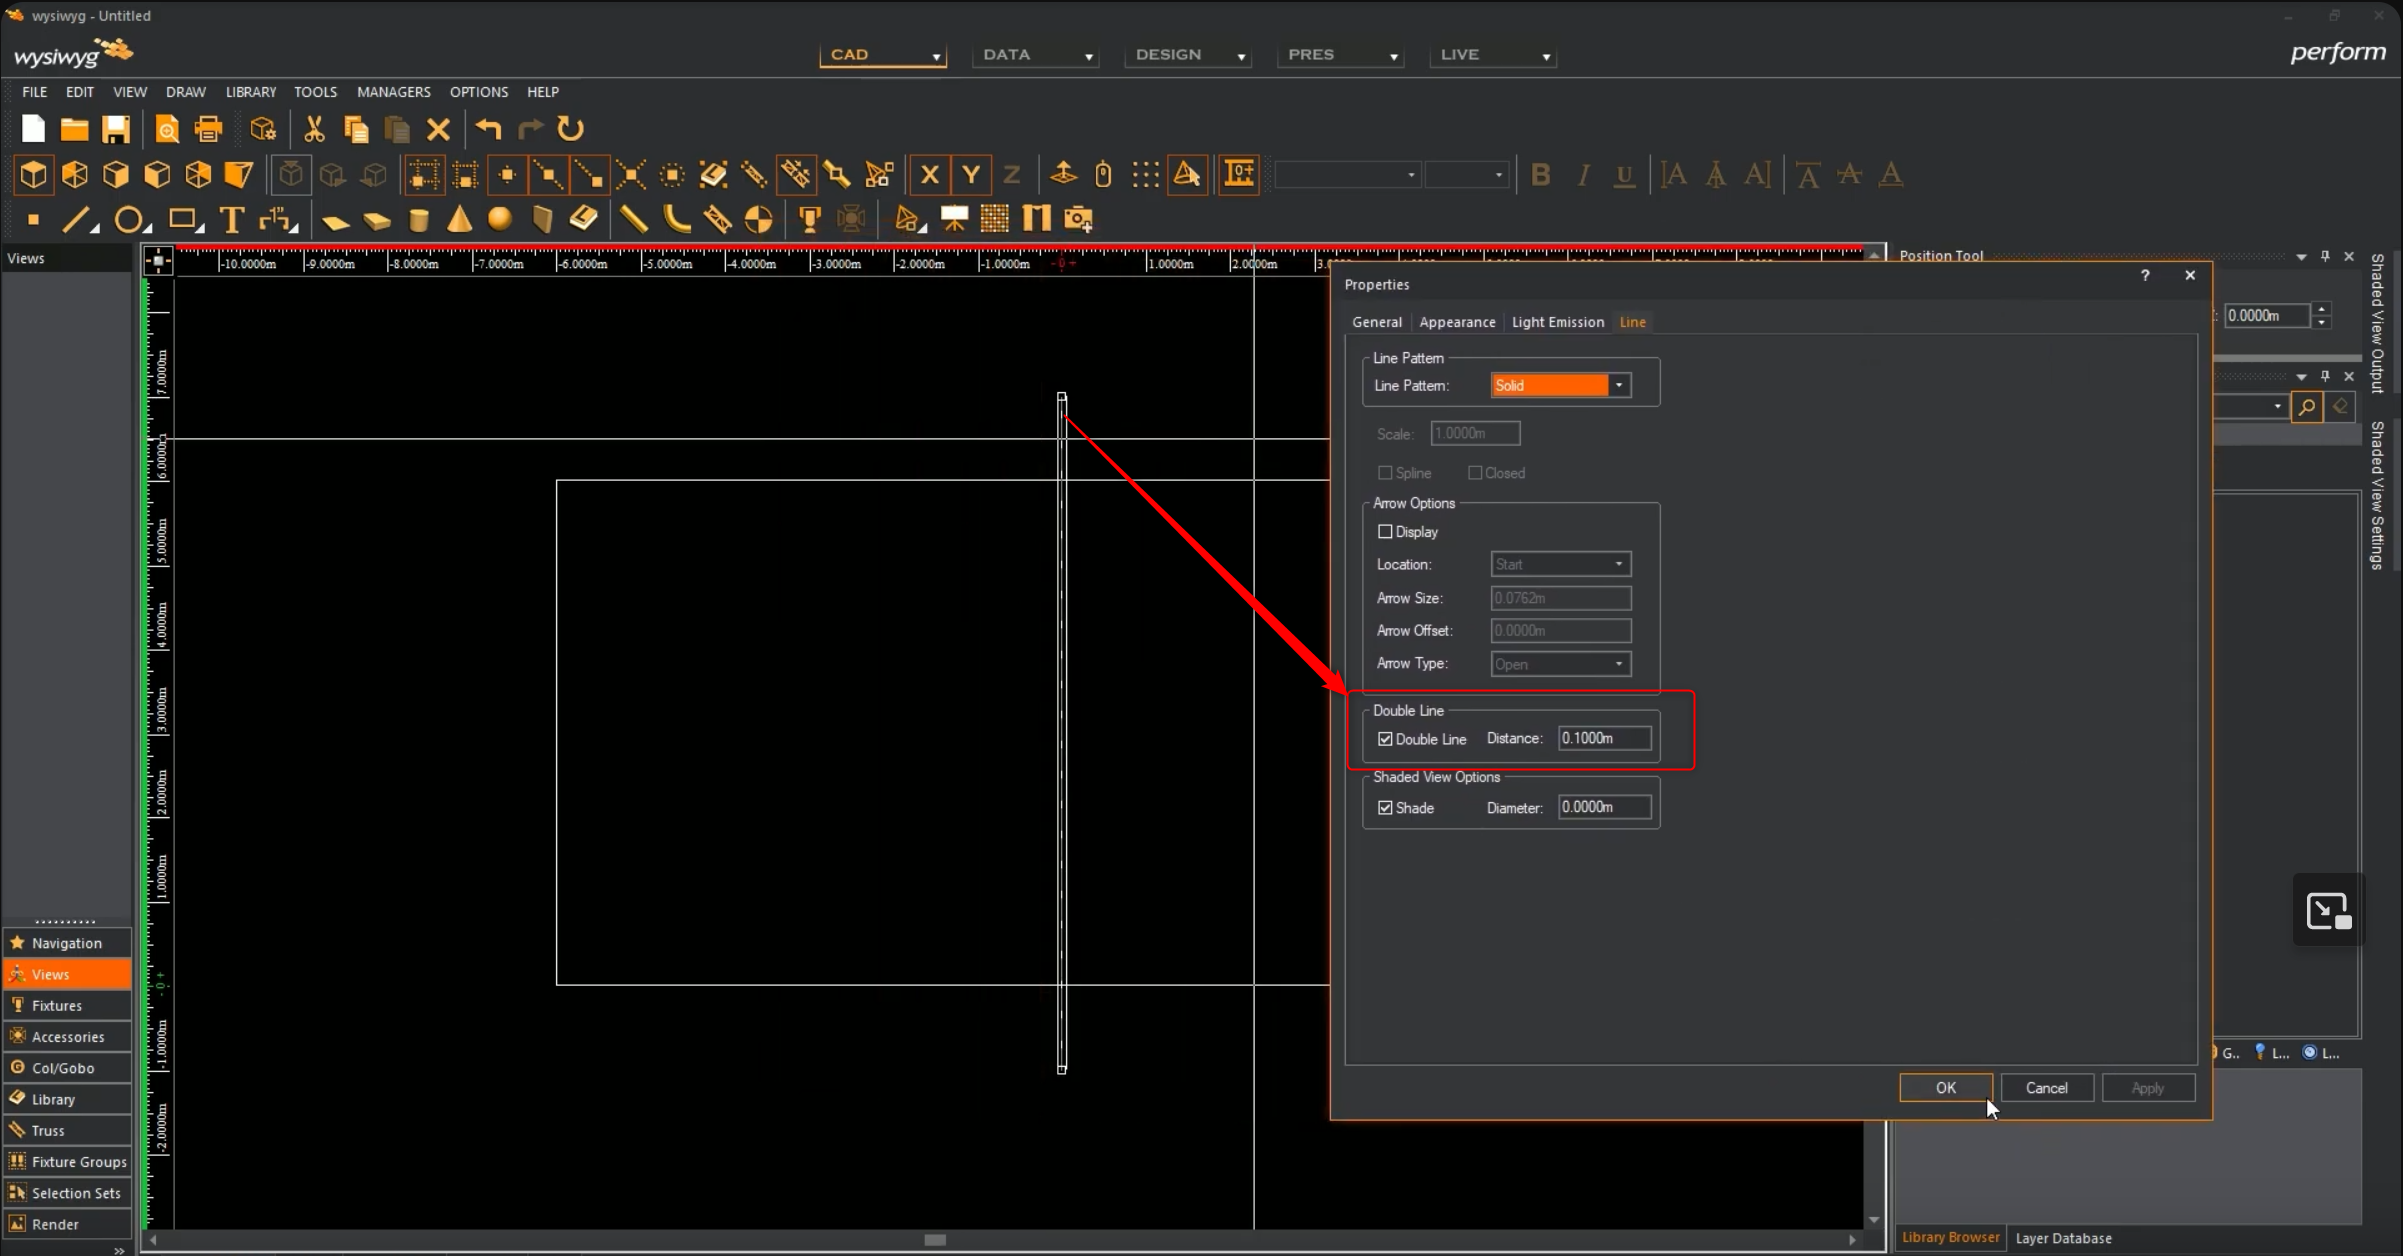 wysiwyg - Untitled
wysiwyg
CAD DATA DESIGN PRES LIVE
perform
FILE EDIT VIEW DRAW LIBRARY TOOLS MANAGERS OPTIONS HELP
X Y Z B I U A A A A A A
T
Views
-10.0000m -9.0000m -8.0000m -7.0000m -6.0000m -5.0000m -4.0000m -3.0000m -2.0000m -1.0000m -0+ 1.0000m 2.0000m
Position Tool
0.0000m
Shaded View Output
Shaded View Settings
7.0000m
6.0000m
5.0000m
4.0000m
3.0000m
2.0000m
1.0000m
-0+
-1.0000m
-2.0000m
Properties
? ×
General Appearance Light Emission Line
Line Pattern
Line Pattern: Solid
Scale: 1.0000m
Spline Closed
Arrow Options
Display
Location: Start
Arrow Size: 0.0762m
Arrow Offset: 0.0000m
Arrow Type: Open
Double Line
Double Line Distance: 0.1000m
Shaded View Options
Shade Diameter: 0.0000m
OK Cancel Apply
G.. L... L...
Navigation
Views
Fixtures
Accessories
Col/Gobo
Library
Truss
Fixture Groups
Selection Sets
Render
»
Library Browser Layer Database